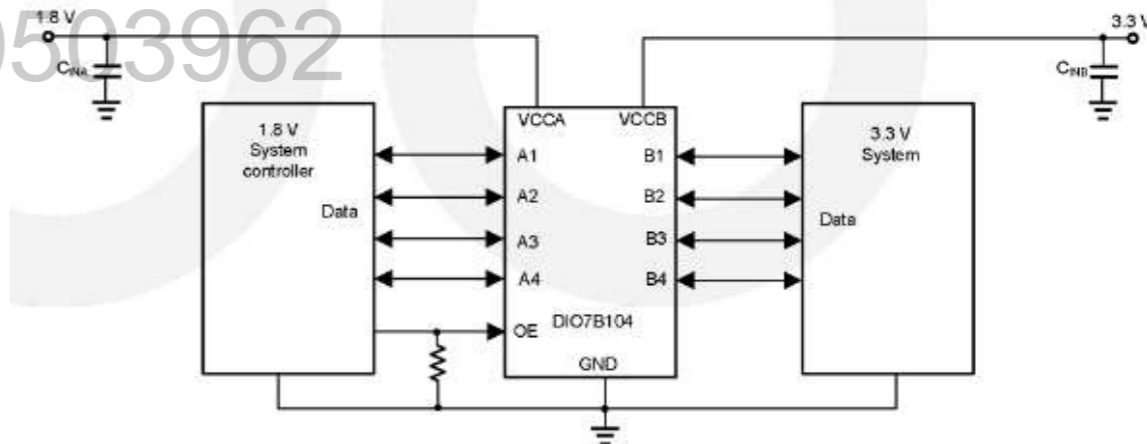 0503962
1.8 V
3.3 V
CINA
CINB
1.8 V
System
controller
Data
VCCA
VCCB
A1
A2
A3
A4
OE
B1
B2
B3
B4
DIO7B104
GND
3.3 V
System
Data